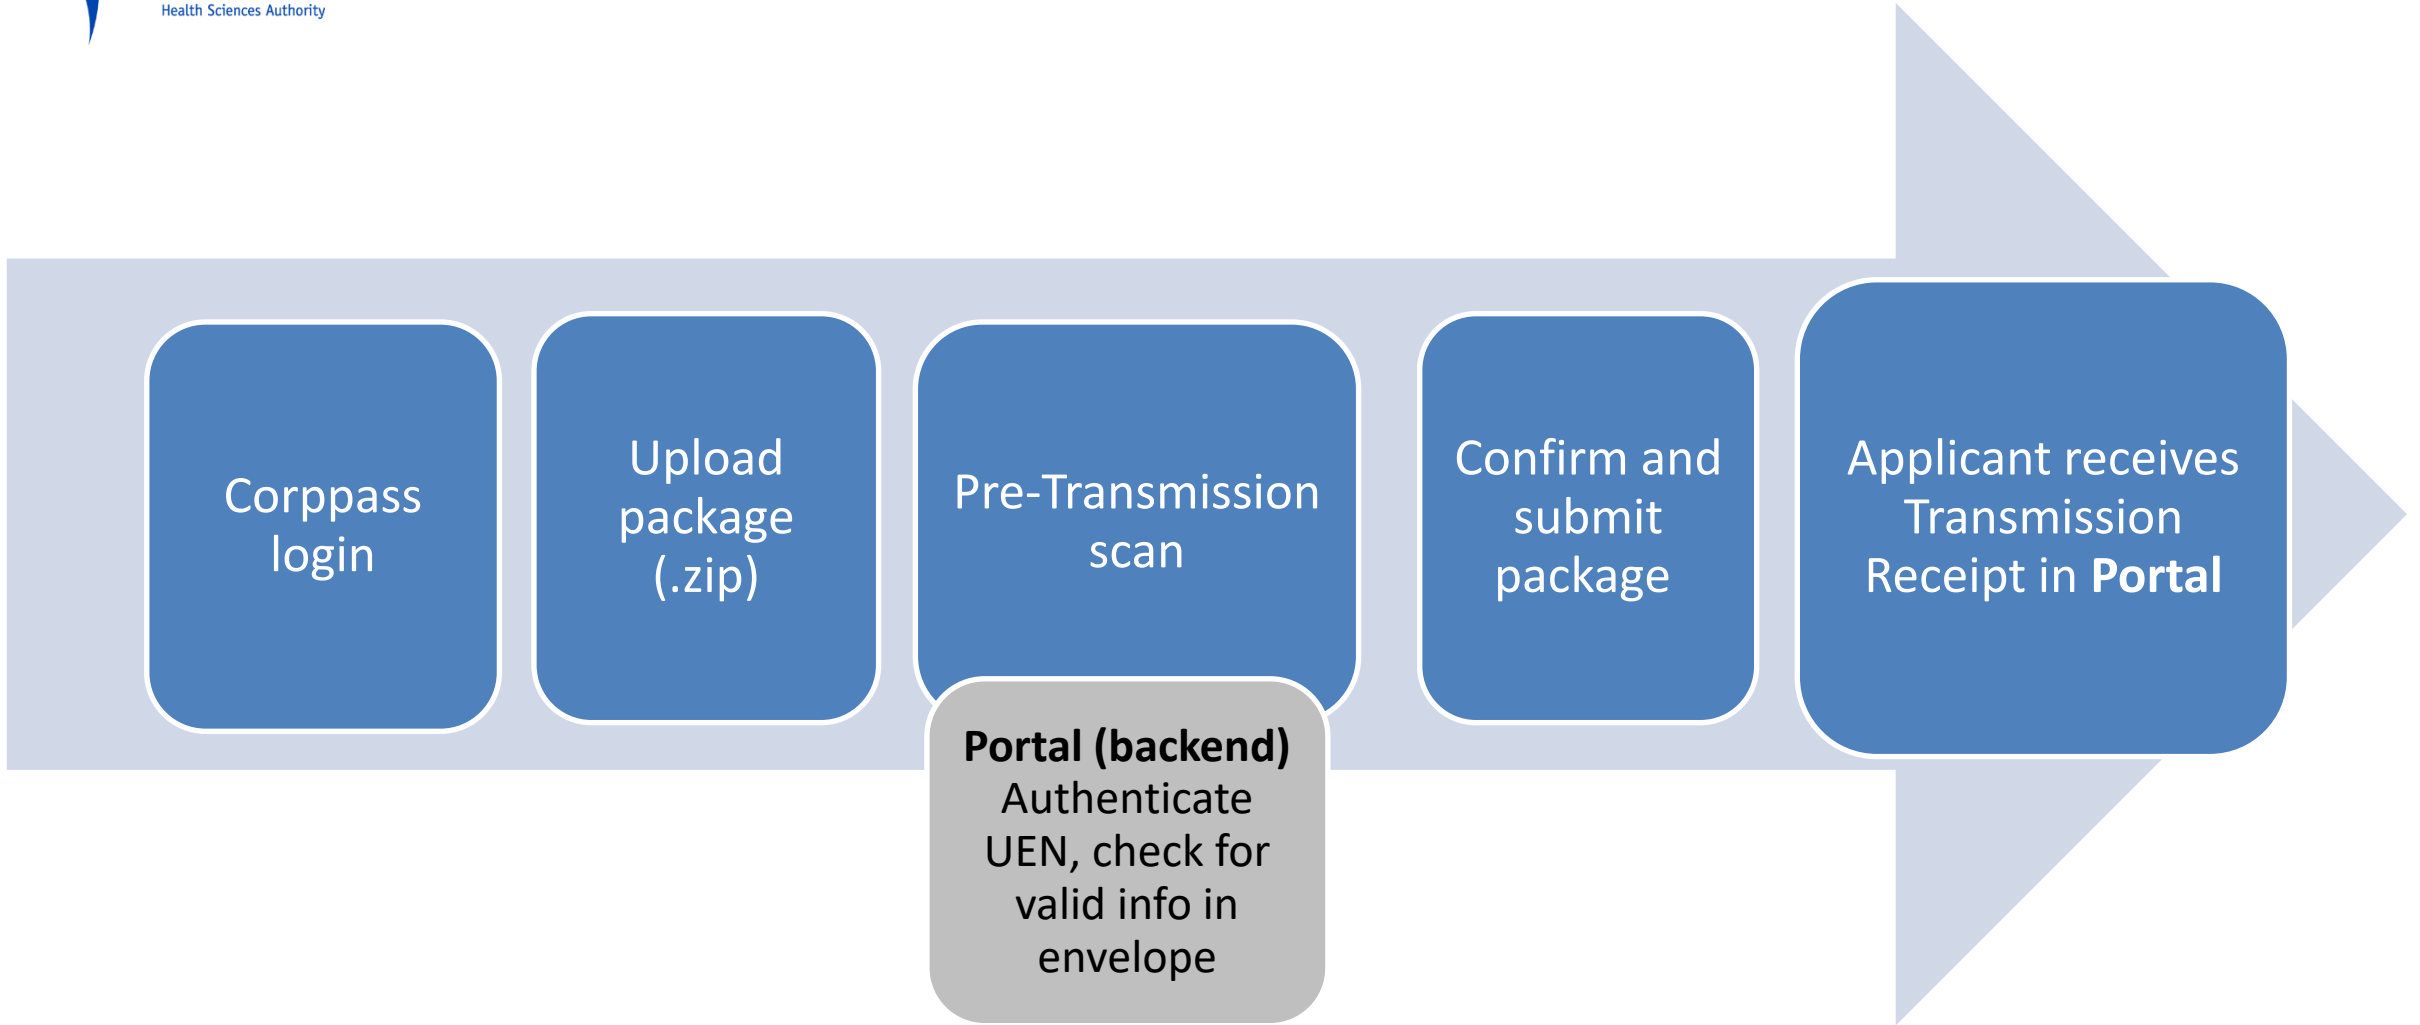 Health Sciences Authority
Corppass
login
Upload
package
(.zip)
Pre-Transmission
scan
Portal (backend)
Authenticate
UEN, check for
valid info in
envelope
Confirm and
submit
package
Applicant receives
Transmission
Receipt in Portal